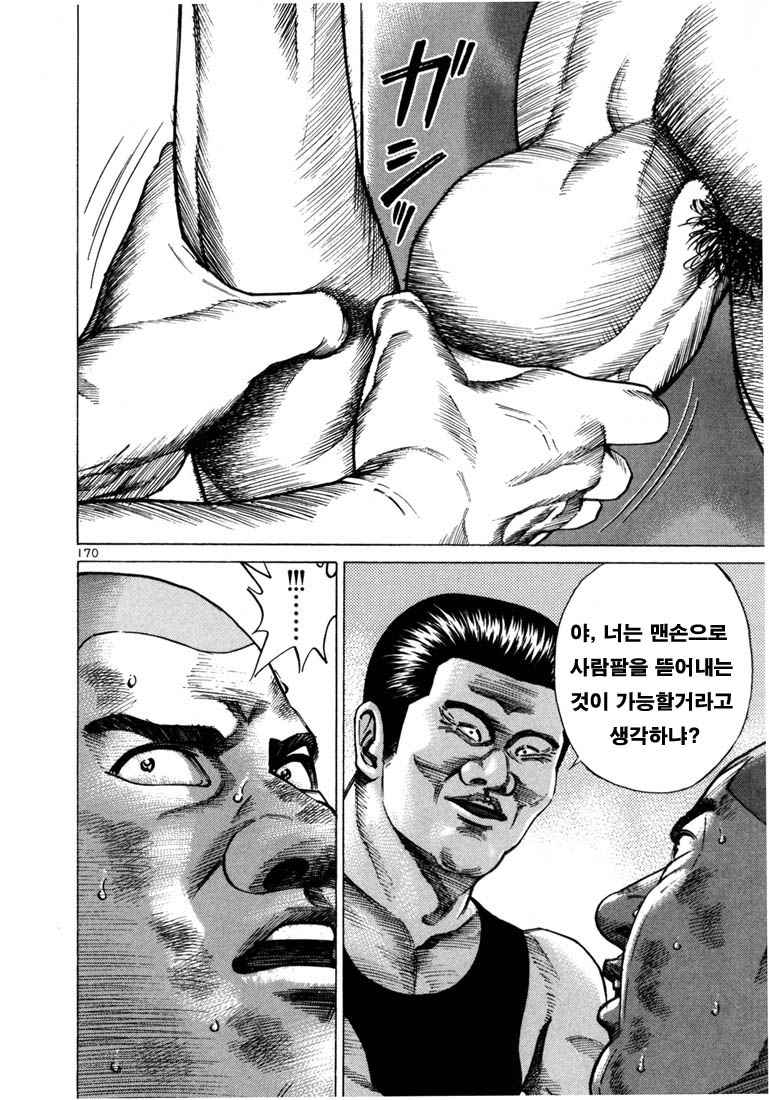 ガシッ
170
야, 너는 맨손으로
사람팔을 뜯어내는
것이 가능할거라고
생각하냐?
!!!……